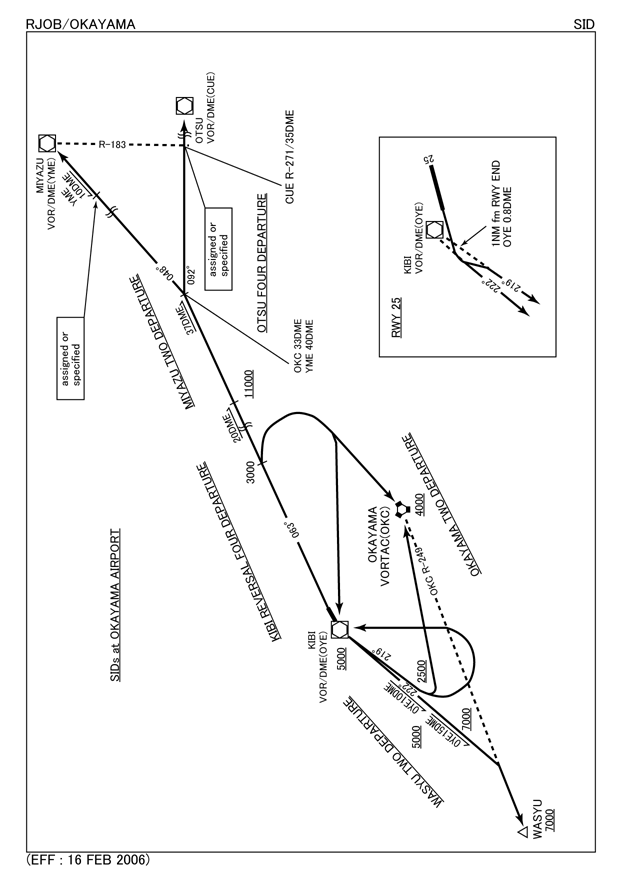 RJOB/OKAYAMA
SID
MIYAZU
VOR/DME(YME)
R-183
OTSU
VOR/DME(CUE)
CUE R-271/35DME
YME
10DME
assigned or
specified
OTSU FOUR DEPARTURE
048°
092°
37DME
OKC 33DME
YME 40DME
assigned or
specified
MIYAZU TWO DEPARTURE
11000
20DME
3000
25
KIBI
VOR/DME(OYE)
1NM fm RWY END
OYE 0.8DME
219°
222°
RWY 25
KIBI REVERSAL FOUR DEPARTURE
063°
OKAYAMA
VORTAC(OKC)
4000
OKAYAMA TWO DEPARTURE
OKC R-249
SIDs at OKAYAMA AIRPORT
KIBI
VOR/DME(OYE)
5000
219°
222°
2500
OYE10DME
5000
OYE15DME
7000
WASYU TWO DEPARTURE
WASYU
7000
(EFF : 16 FEB 2006)